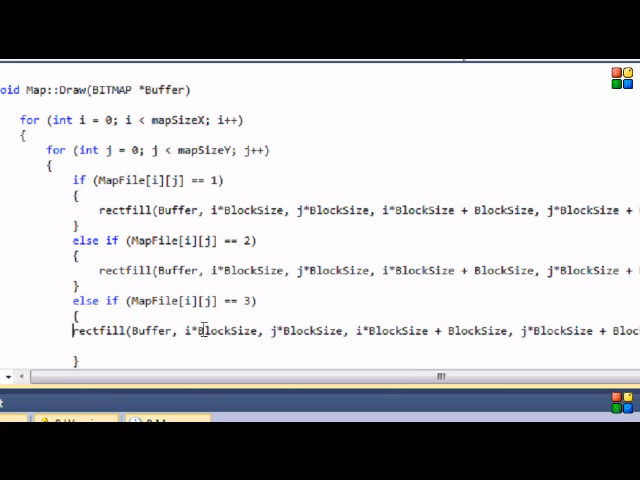 oid Map::Draw(BITMAP *Buffer)
for (int i = 0; i < mapSizeX; i++)
{
for (int j = 0; j < mapSizeY; j++)
{
if (MapFile[i][j] == 1)
{
rectfill(Buffer, i*BlockSize, j*BlockSize, i*BlockSize + BlockSize, j*BlockSize +
}
else if (MapFile[i][j] == 2)
{
rectfill(Buffer, i*BlockSize, j*BlockSize, i*BlockSize + BlockSize, j*BlockSize +
}
else if (MapFile[i][j] == 3)
{
rectfill(Buffer, i*BlockSize, j*BlockSize, i*BlockSize + BlockSize, j*BlockSize + Bloc
}
t